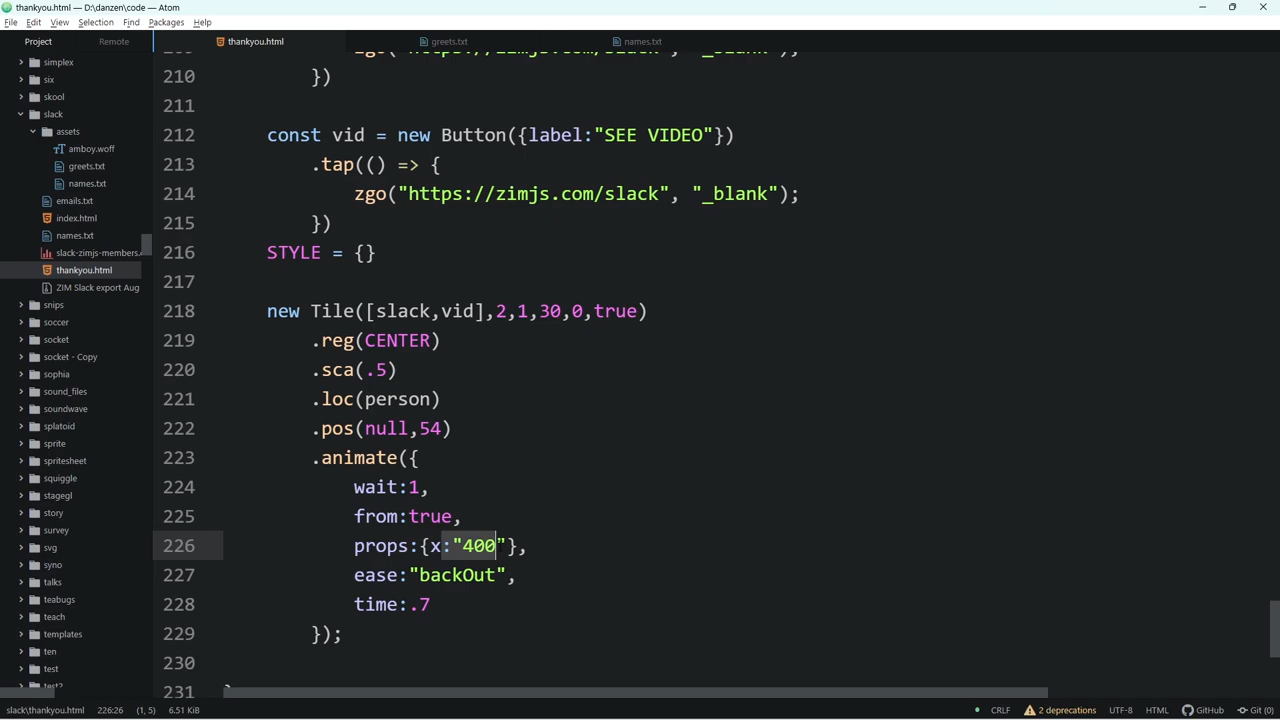 thankyou.html — D:\danzen\code — Atom
File Edit View Selection Find Packages Help
Project Remote thankyou.html greets.txt names.txt
simplex
six
skool
slack
assets
amboy.woff
greets.txt
names.txt
emails.txt
index.html
names.txt
slack-zimjs-members.
thankyou.html
ZIM Slack export Aug
snips
soccer
socket
socket - Copy
sophia
sound_files
soundwave
splatoid
sprite
spritesheet
squiggle
stagegl
story
survey
svg
syno
talks
teabugs
teach
templates
ten
test
test2
zgo("https://zimjs.com/slack", "_blank");
210 })
211
212 const vid = new Button({label:"SEE VIDEO"})
213 .tap(() => {
214 zgo("https://zimjs.com/slack", "_blank");
215 })
216 STYLE = {}
217
218 new Tile([slack,vid],2,1,30,0,true)
219 .reg(CENTER)
220 .sca(.5)
221 .loc(person)
222 .pos(null,54)
223 .animate({
224 wait:1,
225 from:true,
226 props:{x:"400"},
227 ease:"backOut",
228 time:.7
229 });
230
231
slack\thankyou.html 226:26 (1, 5) 6.51 KiB CRLF 2 deprecations UTF-8 HTML GitHub Git (0)